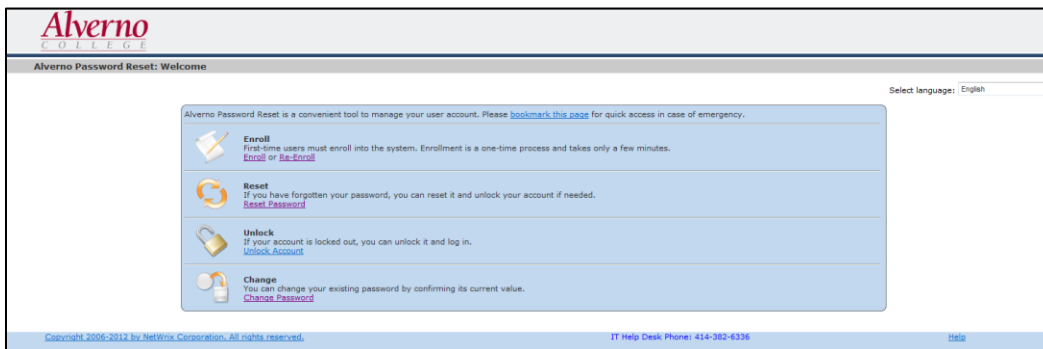 Alverno
COLLEGE
Alverno Password Reset: Welcome
Select language: English
Alverno Password Reset is a convenient tool to manage your user account. Please bookmark this page for quick access in case of emergency.
Enroll
First-time users must enroll into the system. Enrollment is a one-time process and takes only a few minutes.
Enroll or Re-Enroll
Reset
If you have forgotten your password, you can reset it and unlock your account if needed.
Reset Password
Unlock
If your account is locked out, you can unlock it and log in.
Unlock Account
Change
You can change your existing password by confirming its current value.
Change Password
Copyright 2006-2012 by NetWrix Corporation. All rights reserved. IT Help Desk Phone: 414-382-6336 Help